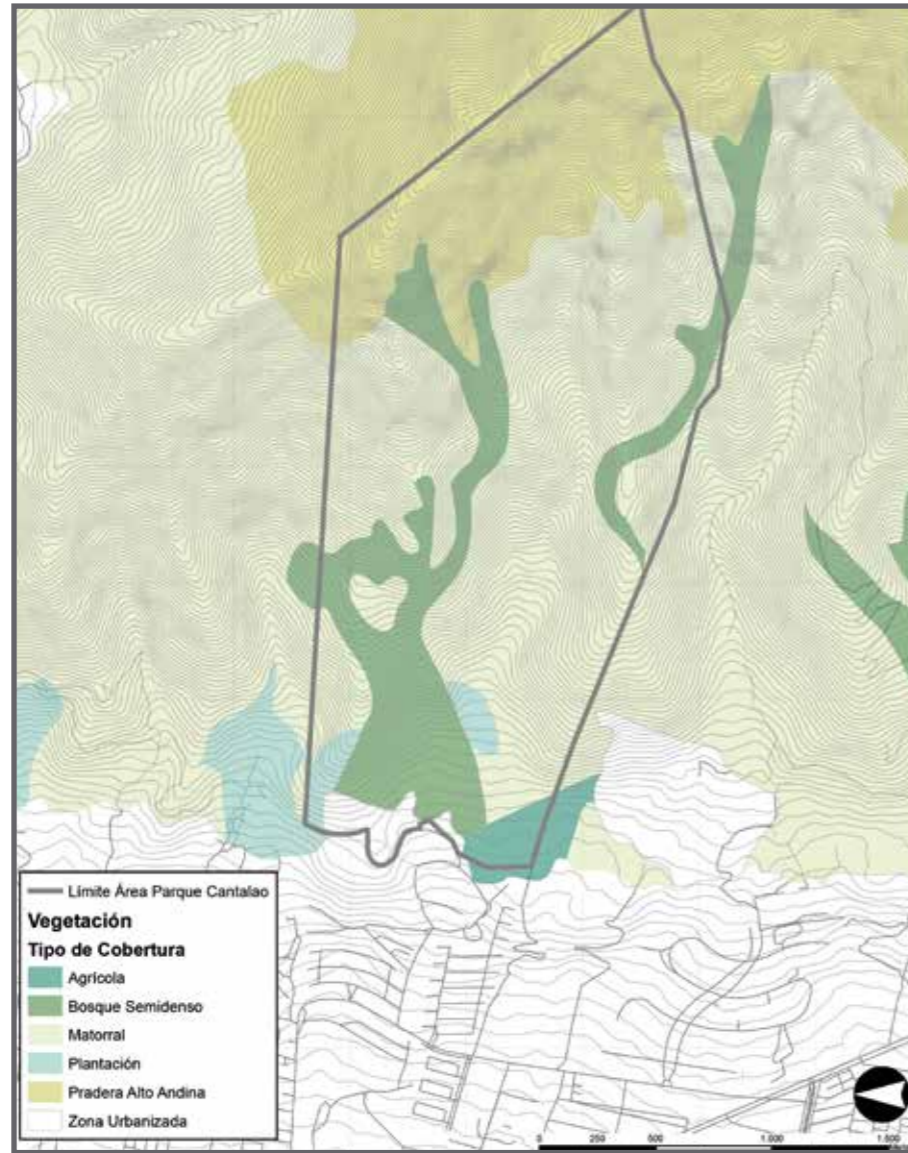 Límite Área Parque Cantalao
Vegetación
Tipo de Cobertura
Agrícola
Bosque Semidenso
Matorral
Plantación
Pradera Alto Andina
Zona Urbanizada
0 250 500 1.000 1.500